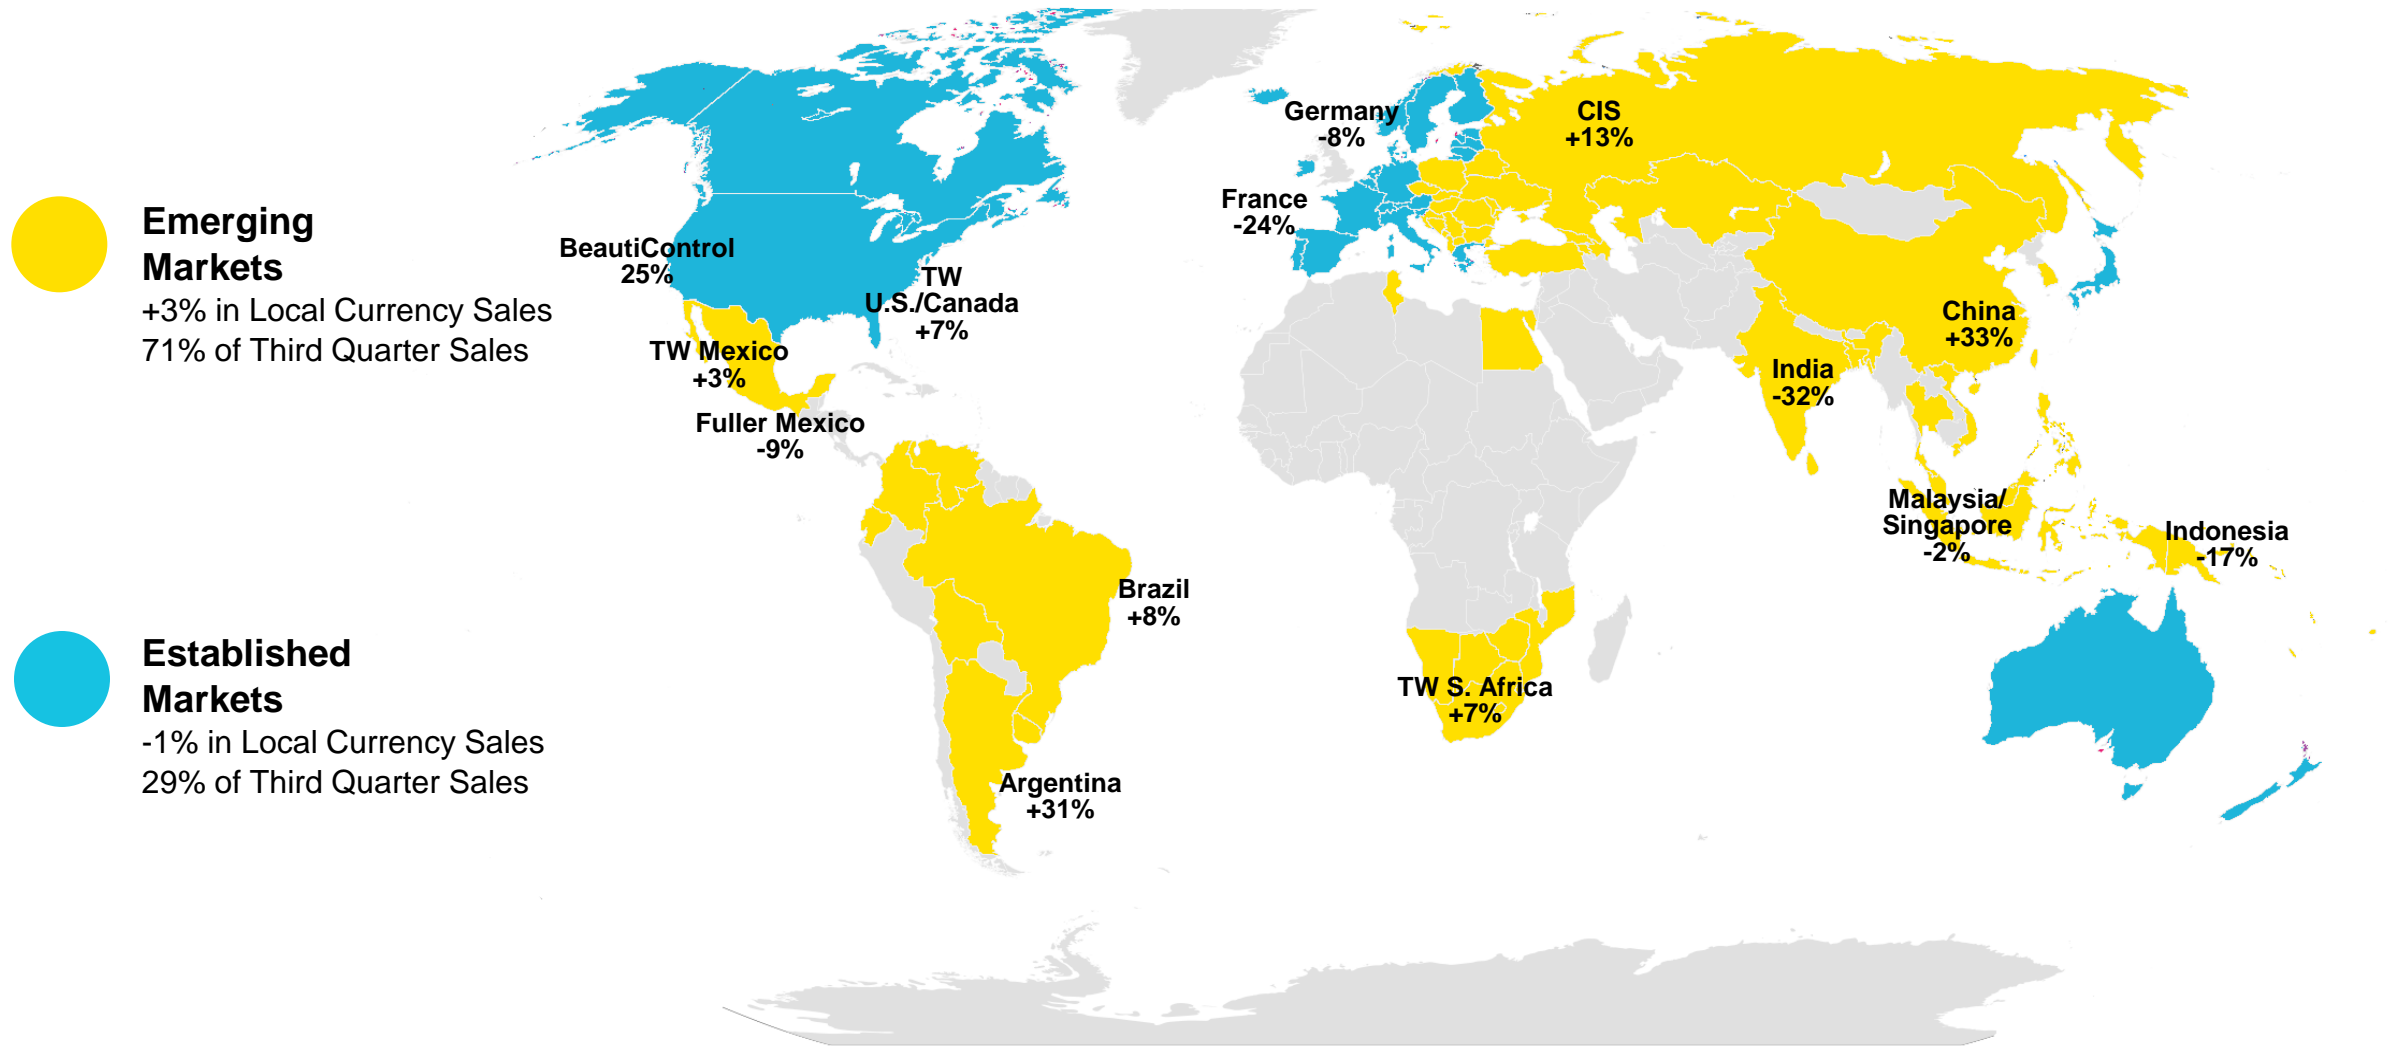 Emerging
Markets
+3% in Local Currency Sales
71% of Third Quarter Sales
Established
Markets
-1% in Local Currency Sales
29% of Third Quarter Sales
BeautiControl
25%
TW
U.S./Canada
+7%
TW Mexico
+3%
Fuller Mexico
-9%
Brazil
+8%
Argentina
+31%
Germany
-8%
France
-24%
CIS
+13%
China
+33%
India
-32%
Malaysia/
Singapore
-2%
Indonesia
-17%
TW S. Africa
+7%